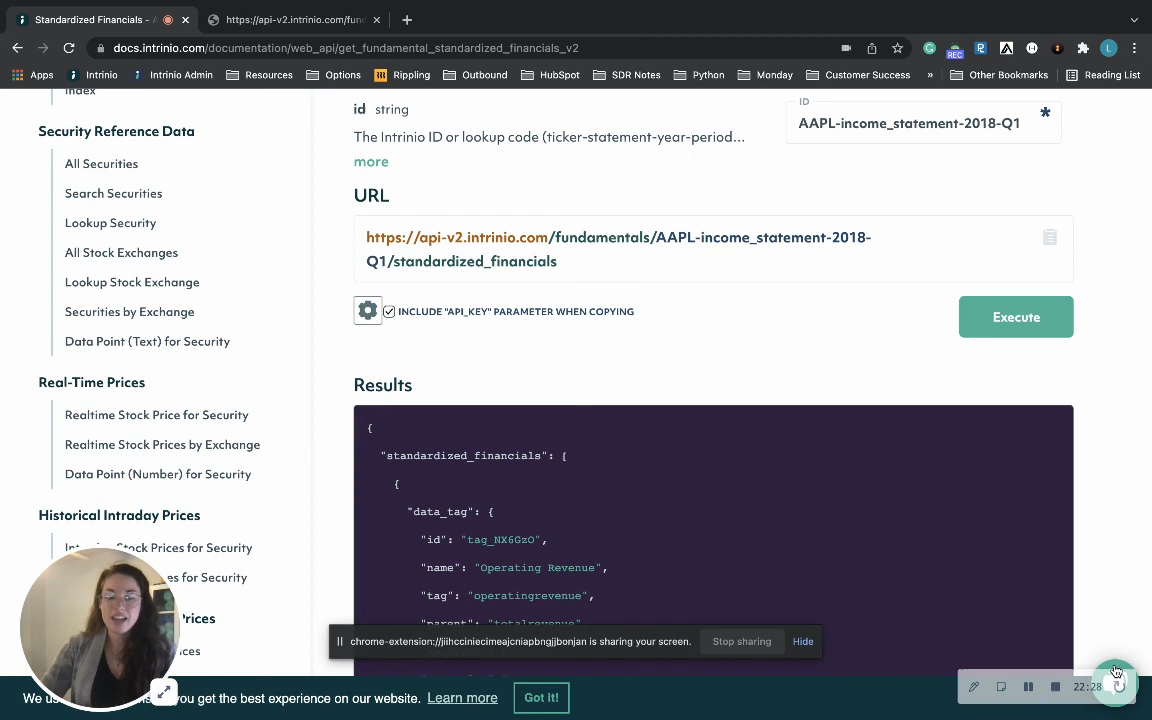 Standardized Financials -
https://api-v2.intrinio.com/fund
docs.intrinio.com/documentation/web_api/get_fundamental_standardized_financials_v2
REC
L
Apps
Intrinio
Intrinio Admin
Resources
Options
Rippling
Outbound
HubSpot
SDR Notes
Python
Monday
Customer Success
»
Other Bookmarks
Reading List
Index
Security Reference Data
All Securities
Search Securities
Lookup Security
All Stock Exchanges
Lookup Stock Exchange
Securities by Exchange
Data Point (Text) for Security
Real-Time Prices
Realtime Stock Price for Security
Realtime Stock Prices by Exchange
Data Point (Number) for Security
Historical Intraday Prices
Stock Prices for Security
es for Security
Prices
ces
id string
ID
AAPL-income_statement-2018-Q1
*
The Intrinio ID or lookup code (ticker-statement-year-period...
more
URL
https://api-v2.intrinio.com/fundamentals/AAPL-income_statement-2018-
Q1/standardized_financials
INCLUDE "API_KEY" PARAMETER WHEN COPYING
Execute
Results
{
"standardized_financials": [
{
"data_tag": {
"id": "tag_NX6GzO",
"name": "Operating Revenue",
"tag": "operatingrevenue",
"parent": "totalrevenue",
chrome-extension://jiihcciniecimeajcniapbngjjbonjan is sharing your screen.
Stop sharing
Hide
22:28
We us
you get the best experience on our website. Learn more
Got it!